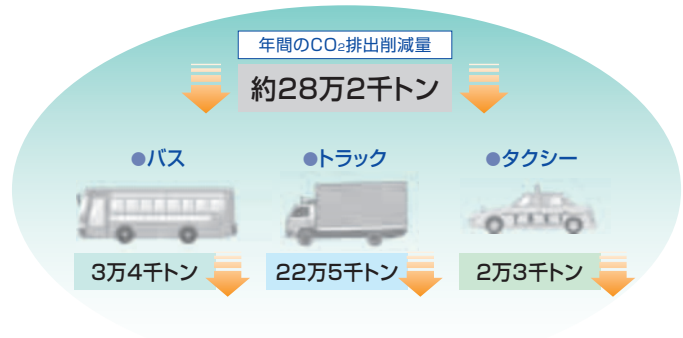 年間のCO₂排出削減量
約28万2千トン
●バス
●トラック
●タクシー
3万4千トン
22万5千トン
2万3千トン